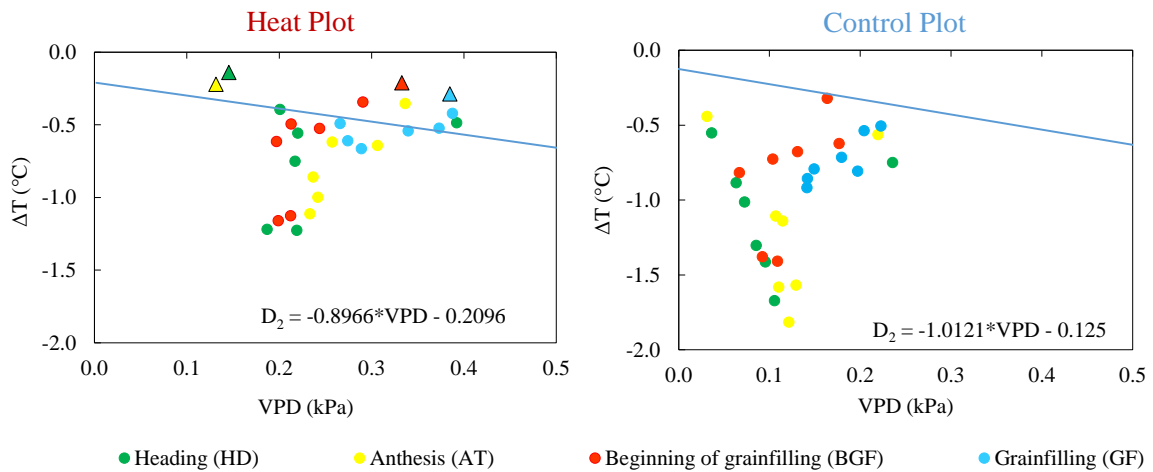 Heat Plot
Control Plot
0.0
-0.5
-1.0
-1.5
-2.0
ΔT (°C)
D₂ = -0.8966*VPD - 0.2096
0.0 0.1 0.2 0.3 0.4 0.5
VPD (kPa)
0.0
-0.5
-1.0
-1.5
-2.0
ΔT (°C)
D₂ = -1.0121*VPD - 0.125
0.0 0.1 0.2 0.3 0.4 0.5
VPD (kPa)
Heading (HD) Anthesis (AT) Beginning of grainfilling (BGF) Grainfilling (GF)